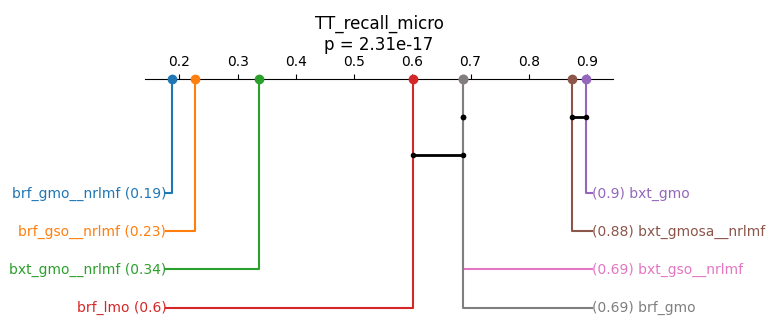 TT_recall_micro
p = 2.31e-17
0.2 0.3 0.4 0.5 0.6 0.7 0.8 0.9
brf_gmo__nrlmf (0.19) (0.9) bxt_gmo
brf_gso__nrlmf (0.23) (0.88) bxt_gmosa__nrlmf
bxt_gmo__nrlmf (0.34) (0.69) bxt_gso__nrlmf
brf_lmo (0.6) (0.69) brf_gmo